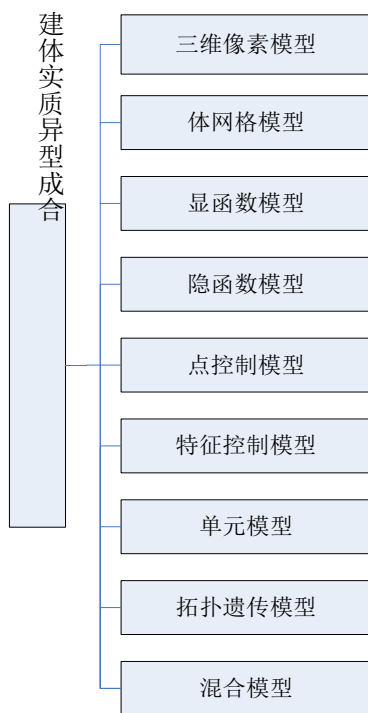 建体实质异型成合
三维像素模型
体网格模型
显函数模型
隐函数模型
点控制模型
特征控制模型
单元模型
拓扑遗传模型
混合模型